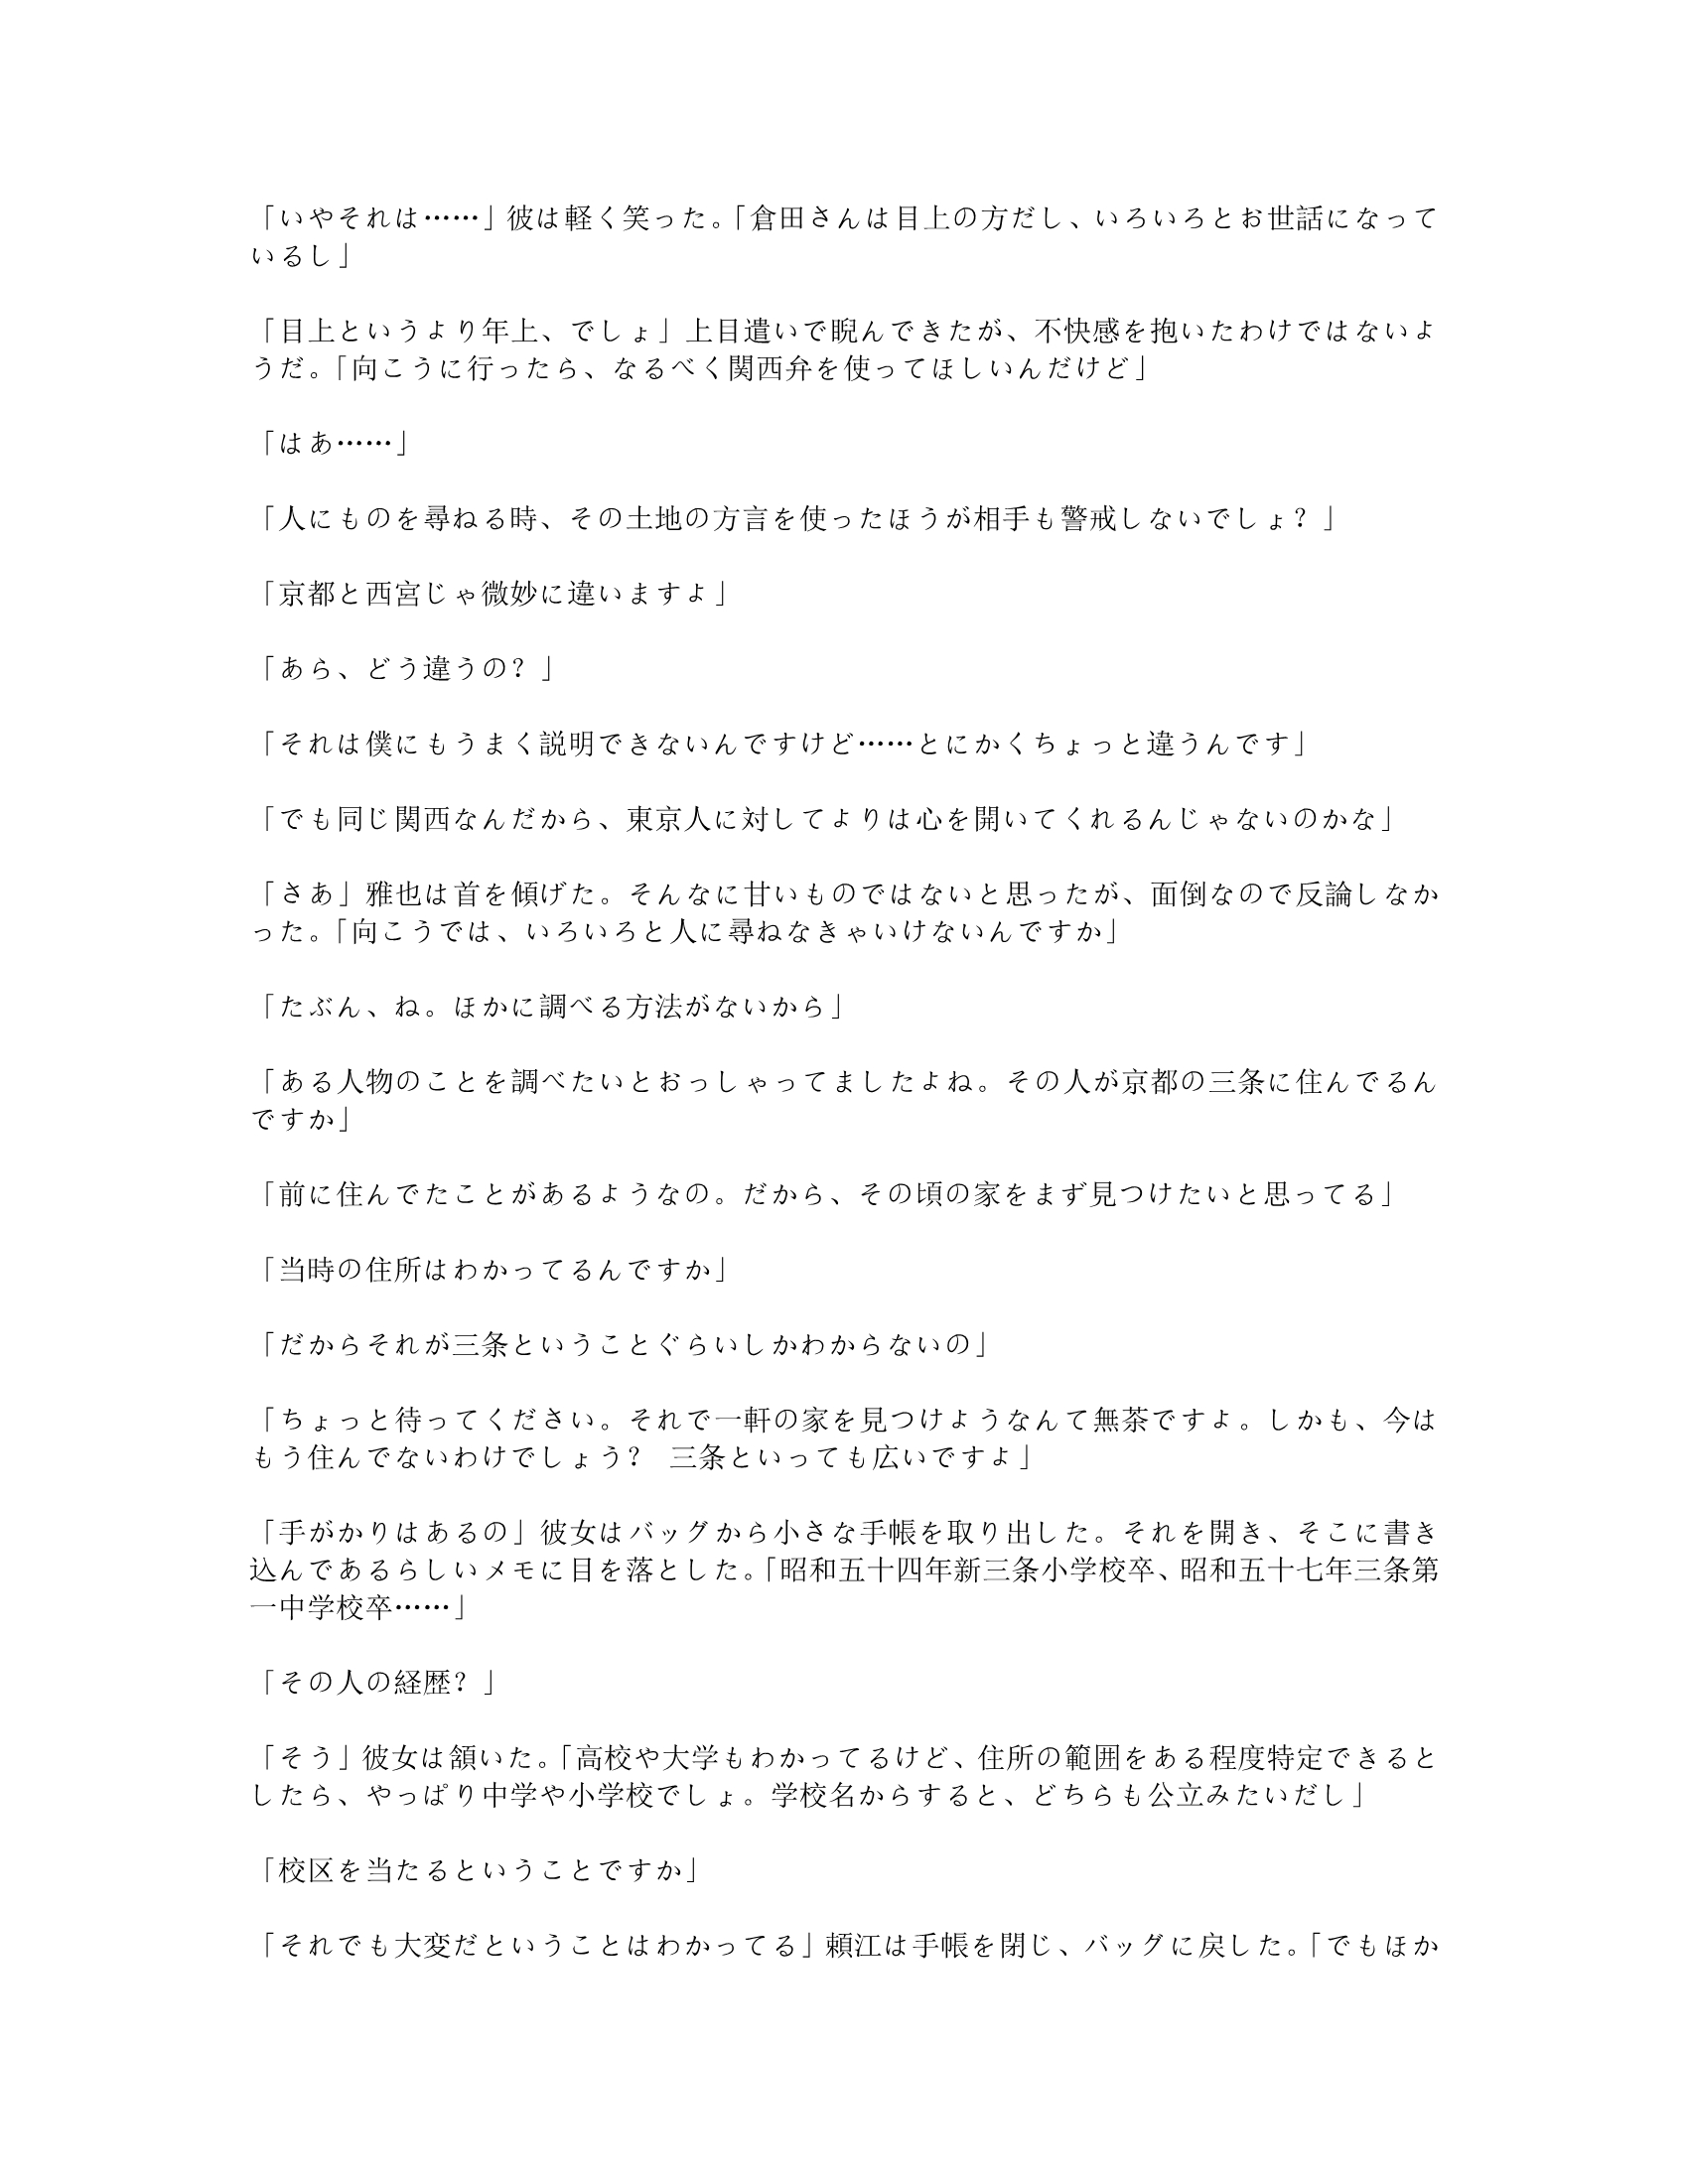 「いやそれは……」彼は軽く笑った。「倉田さんは目上の方だし、いろいろとお世話になって
いるし」
「目上というより年上、でしょ」上目遣いで睨んできたが、不快感を抱いたわけではないよ
うだ。「向こうに行ったら、なるべく関西弁を使ってほしいんだけど」
「はあ……」
「人にものを尋ねる時、その土地の方言を使ったほうが相手も警戒しないでしょ？」
「京都と西宮じゃ微妙に違いますよ」
「あら、どう違うの？」
「それは僕にもうまく説明できないんですけど……とにかくちょっと違うんです」
「でも同じ関西なんだから、東京人に対してよりは心を開いてくれるんじゃないのかな」
「さあ」雅也は首を傾げた。そんなに甘いものではないと思ったが、面倒なので反論しなか
った。「向こうでは、いろいろと人に尋ねなきゃいけないんですか」
「たぶん、ね。ほかに調べる方法がないから」
「ある人物のことを調べたいとおっしゃってましたよね。その人が京都の三条に住んでるん
ですか」
「前に住んでたことがあるようなの。だから、その頃の家をまず見つけたいと思ってる」
「当時の住所はわかってるんですか」
「だからそれが三条ということぐらいしかわからないの」
「ちょっと待ってください。それで一軒の家を見つけようなんて無茶ですよ。しかも、今は
もう住んでないわけでしょう？　三条といっても広いですよ」
「手がかりはあるの」彼女はバッグから小さな手帳を取り出した。それを開き、そこに書き
込んであるらしいメモに目を落とした。「昭和五十四年新三条小学校卒、昭和五十七年三条第
一中学校卒……」
「その人の経歴？」
「そう」彼女は頷いた。「高校や大学もわかってるけど、住所の範囲をある程度特定できると
したら、やっぱり中学や小学校でしょ。学校名からすると、どちらも公立みたいだし」
「校区を当たるということですか」
「それでも大変だということはわかってる」頼江は手帳を閉じ、バッグに戻した。「でもほか